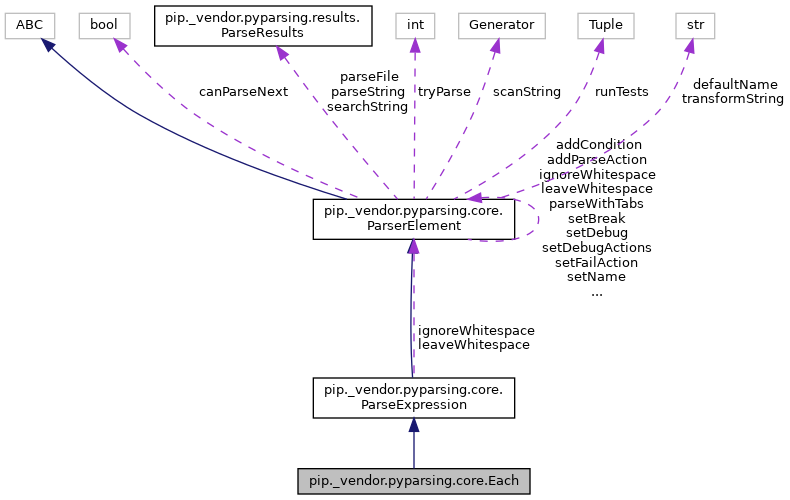 ABC
bool
pip._vendor.pyparsing.results.
ParseResults
int
Generator
Tuple
str
canParseNext
parseFile
parseString
searchString
tryParse
scanString
runTests
defaultName
transformString
addCondition
addParseAction
ignoreWhitespace
leaveWhitespace
parseWithTabs
setBreak
setDebug
setDebugActions
setFailAction
setName
...
pip._vendor.pyparsing.core.
ParserElement
ignoreWhitespace
leaveWhitespace
pip._vendor.pyparsing.core.
ParseExpression
pip._vendor.pyparsing.core.Each